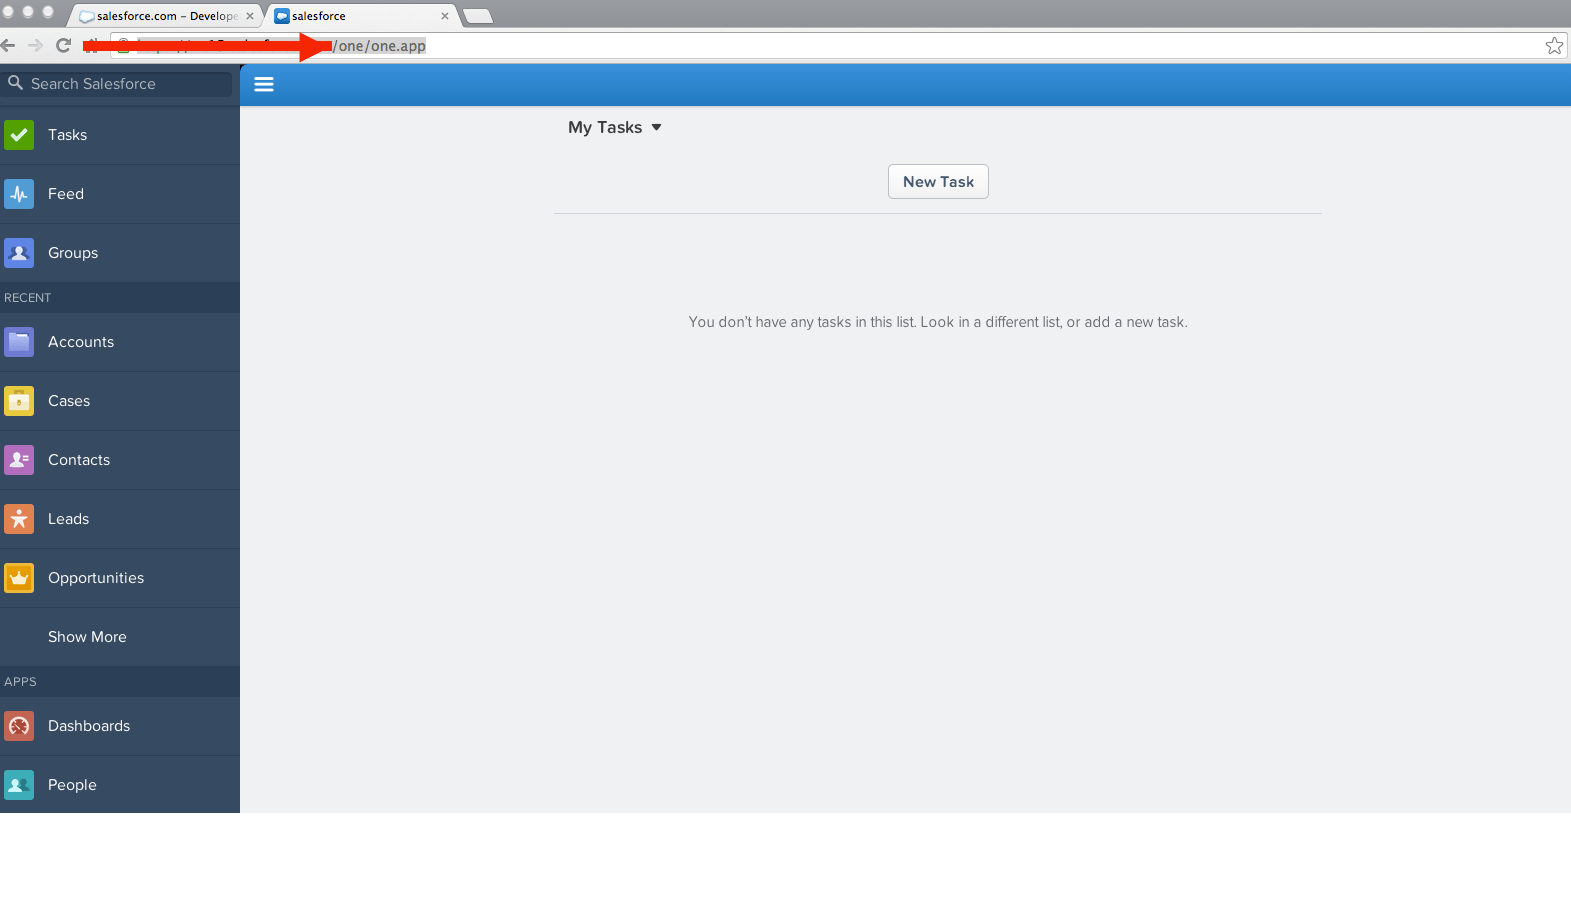 salesforce.com – Develope
salesforce
/one/one.app
Search Salesforce
Tasks
Feed
Groups
RECENT
Accounts
Cases
Contacts
Leads
Opportunities
Show More
APPS
Dashboards
People
My Tasks
New Task
You don't have any tasks in this list. Look in a different list, or add a new task.